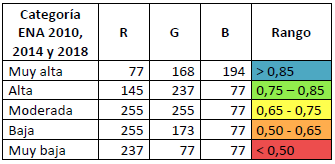 Categoría ENA 2010, 2014 y 2018 R G B Rango
Muy alta 77 168 194 > 0,85
Alta 145 237 77 0,75 – 0,85
Moderada 255 255 77 0,65 - 0,75
Baja 255 173 77 0,50 - 0,65
Muy baja 237 77 77 < 0,50